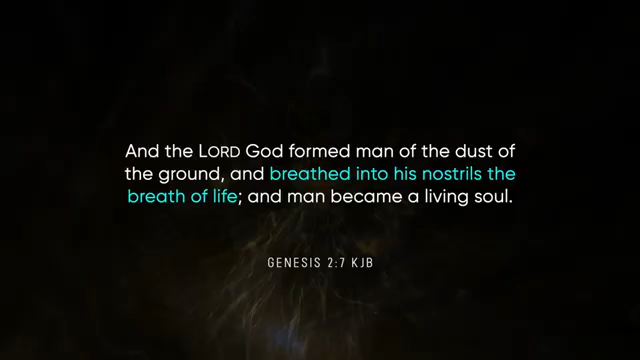 And the LORD God formed man of the dust of
the ground, and breathed into his nostrils the
breath of life; and man became a living soul.
GENESIS 2:7 KJB